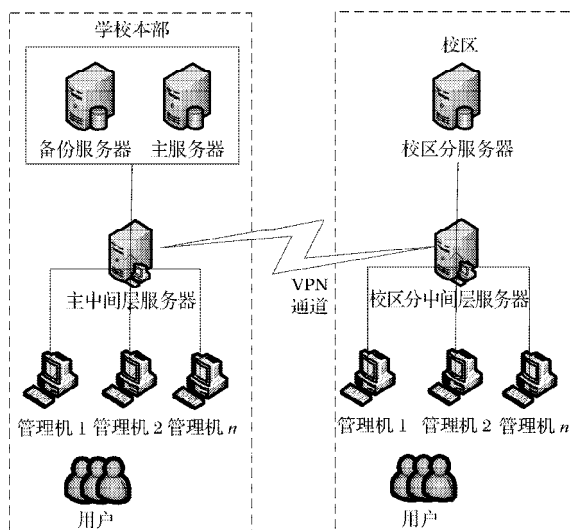 学校本部
校区
备份服务器
主服务器
校区分服务器
VPN
通道
主中间层服务器
校区分中间层服务器
管理机 1
管理机 2
管理机 n
管理机 1
管理机 2
管理机 n
用户
用户